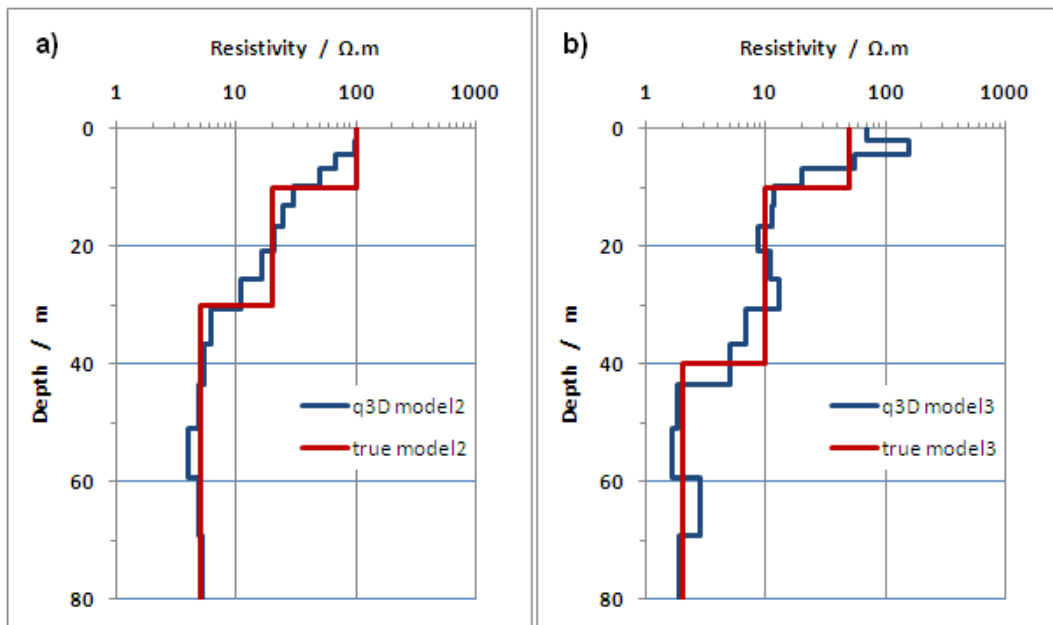 a)
Resistivity / Ω.m
1 10 100 1000
0
20
40
60
80
Depth / m
q3D model2
true model2
b)
Resistivity / Ω.m
1 10 100 1000
0
20
40
60
80
Depth / m
q3D model3
true model3